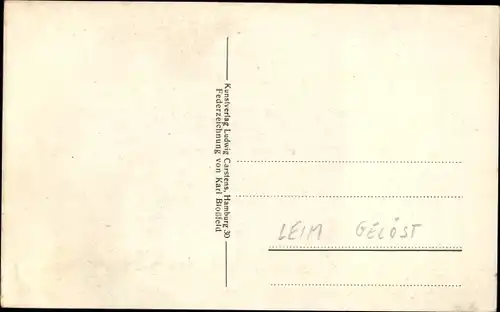 Kunstverlag Ludwig Carstens, Hamburg 30
Federzeichnung von Karl Bloßfeld
LEIM GELÖST